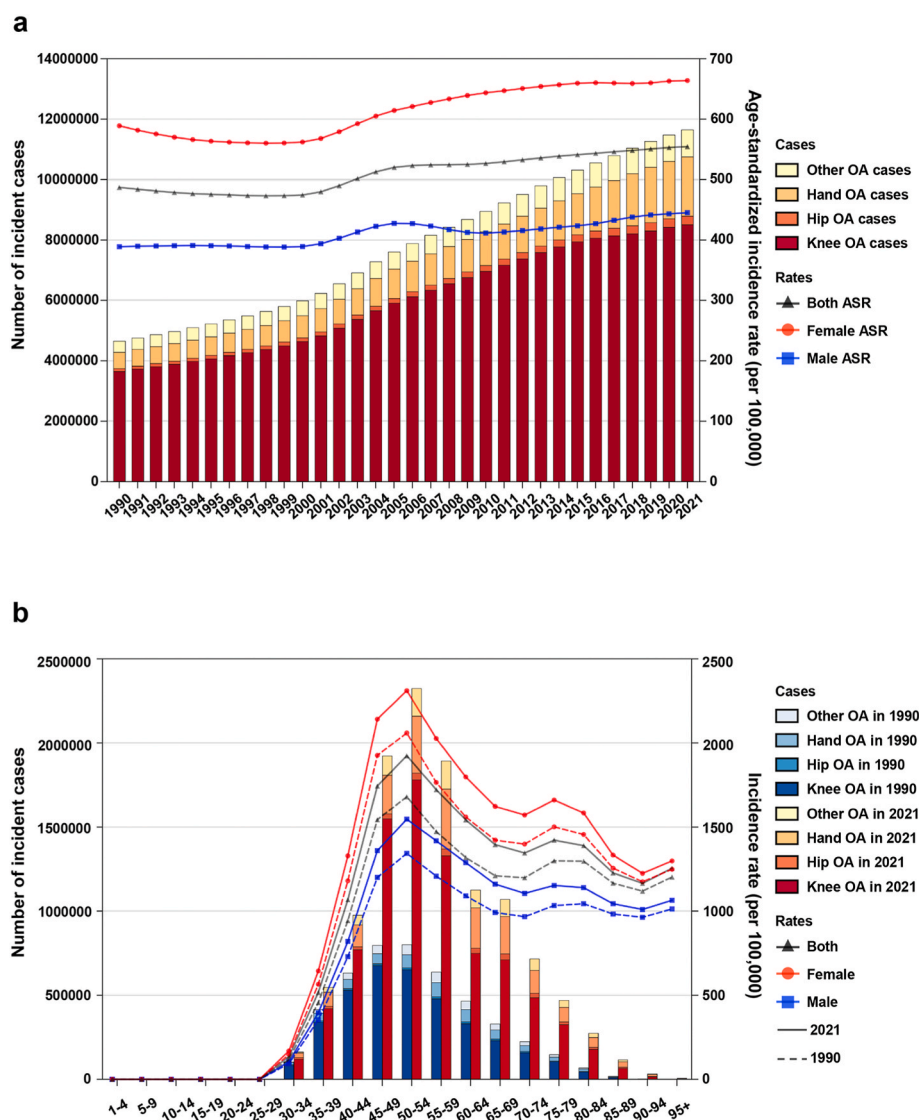 a
Number of incident cases
14000000
12000000
10000000
8000000
6000000
4000000
2000000
0
700
600
500
400
300
200
100
0
Age-standardized incidence rate (per 100,000)
1990 1991 1992 1993 1994 1995 1996 1997 1998 1999 2000 2001 2002 2003 2004 2005 2006 2007 2008 2009 2010 2011 2012 2013 2014 2015 2016 2017 2018 2019 2020 2021
Cases
Other OA cases
Hand OA cases
Hip OA cases
Knee OA cases
Rates
Both ASR
Female ASR
Male ASR
b
Number of incident cases
2500000
2000000
1500000
1000000
500000
0
2500
2000
1500
1000
500
0
Incidence rate (per 100,000)
1-4 5-9 10-14 15-19 20-24 25-29 30-34 35-39 40-44 45-49 50-54 55-59 60-64 65-69 70-74 75-79 80-84 85-89 90-94 95+
Cases
Other OA in 1990
Hand OA in 1990
Hip OA in 1990
Knee OA in 1990
Other OA in 2021
Hand OA in 2021
Hip OA in 2021
Knee OA in 2021
Rates
Both
Female
Male
2021
1990